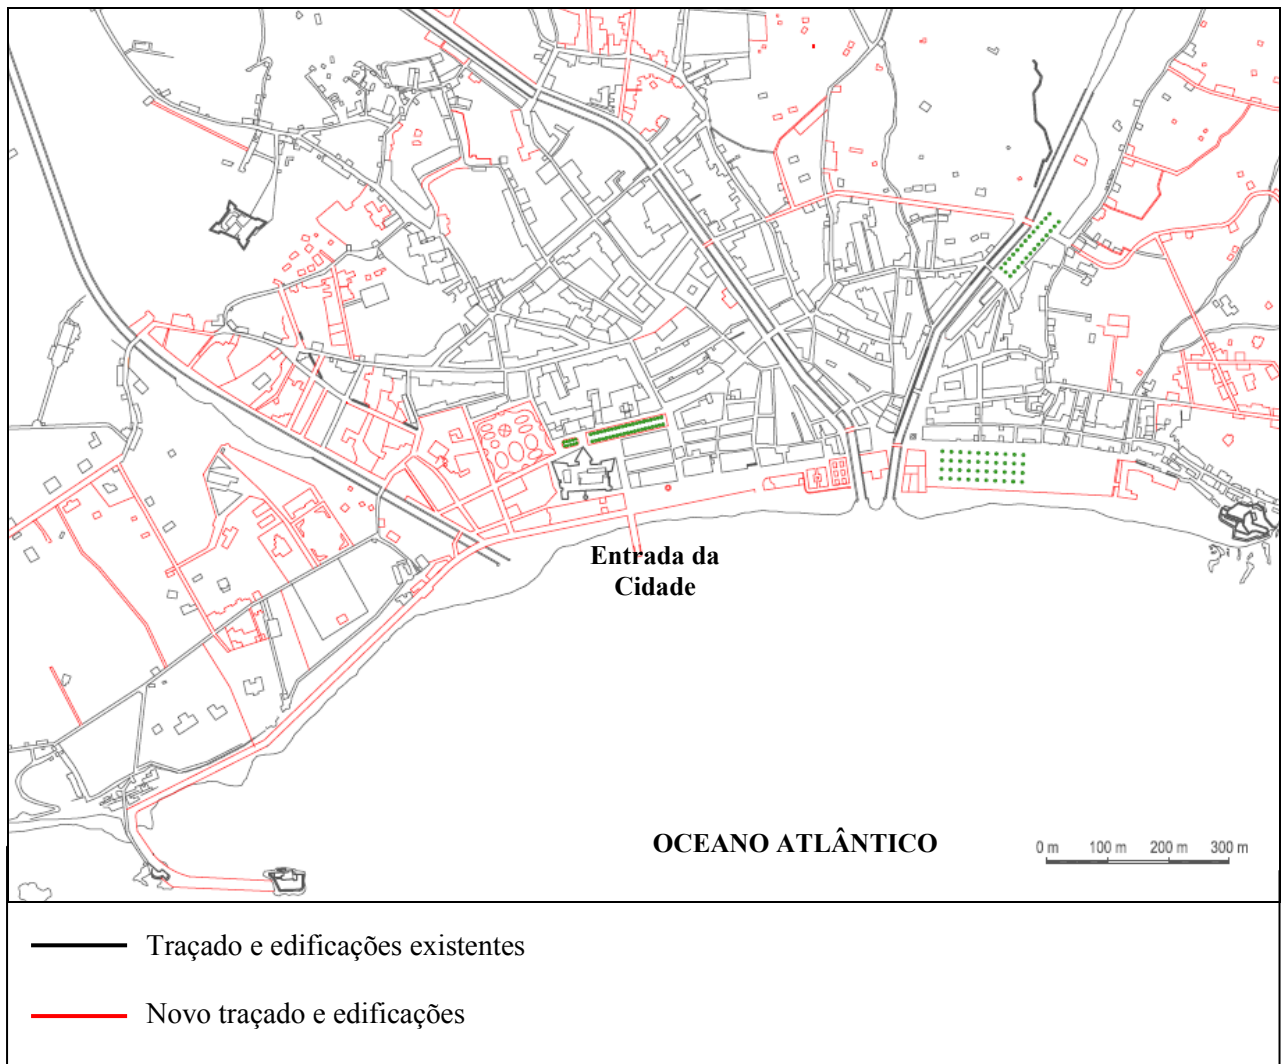 Entrada da
Cidade
OCEANO ATLÂNTICO
0 m 100 m 200 m 300 m
Traçado e edificações existentes
Novo traçado e edificações